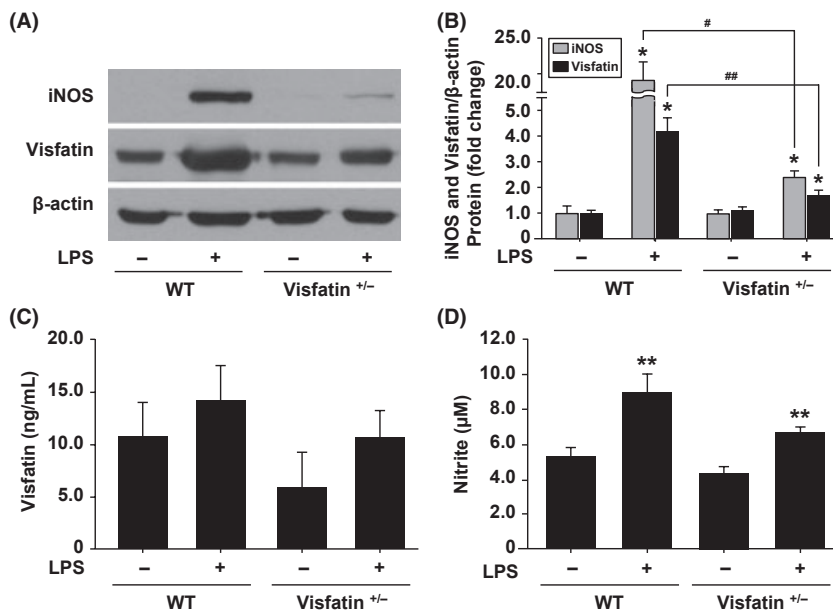 (A)
iNOS
Visfatin
β-actin
LPS – + – +
WT Visfatin +/–
(B)
iNOS and Visfatin/β-actin
Protein (fold change)
25.0
20.0
6.0
4.0
3.0
2.0
1.0
0
iNOS
Visfatin
#
##
* * * *
LPS – + – +
WT Visfatin +/–
(C)
Visfatin (ng/mL)
20.0
15.0
10.0
5.0
0
LPS – + – +
WT Visfatin +/–
(D)
Nitrite (µM)
12.0
10.0
8.0
6.0
4.0
2.0
0
** **
LPS – + – +
WT Visfatin +/–